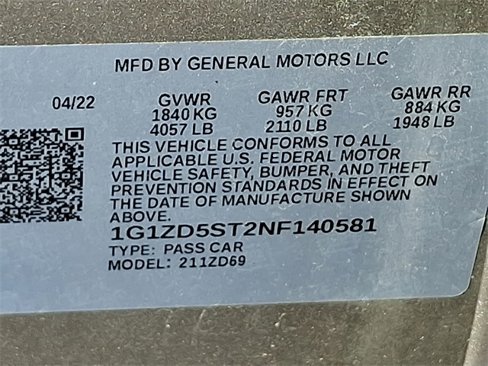 MFD BY GENERAL MOTORS LLC
04/22 GVWR GAWR FRT GAWR RR
1840 KG 957 KG 884 KG
4057 LB 2110 LB 1948 LB
THIS VEHICLE CONFORMS TO ALL
APPLICABLE U.S. FEDERAL MOTOR
VEHICLE SAFETY, BUMPER, AND THEFT
PREVENTION STANDARDS IN EFFECT ON
THE DATE OF MANUFACTURE SHOWN
ABOVE.
1G1ZD5ST2NF140581
TYPE: PASS CAR
MODEL: 211ZD69